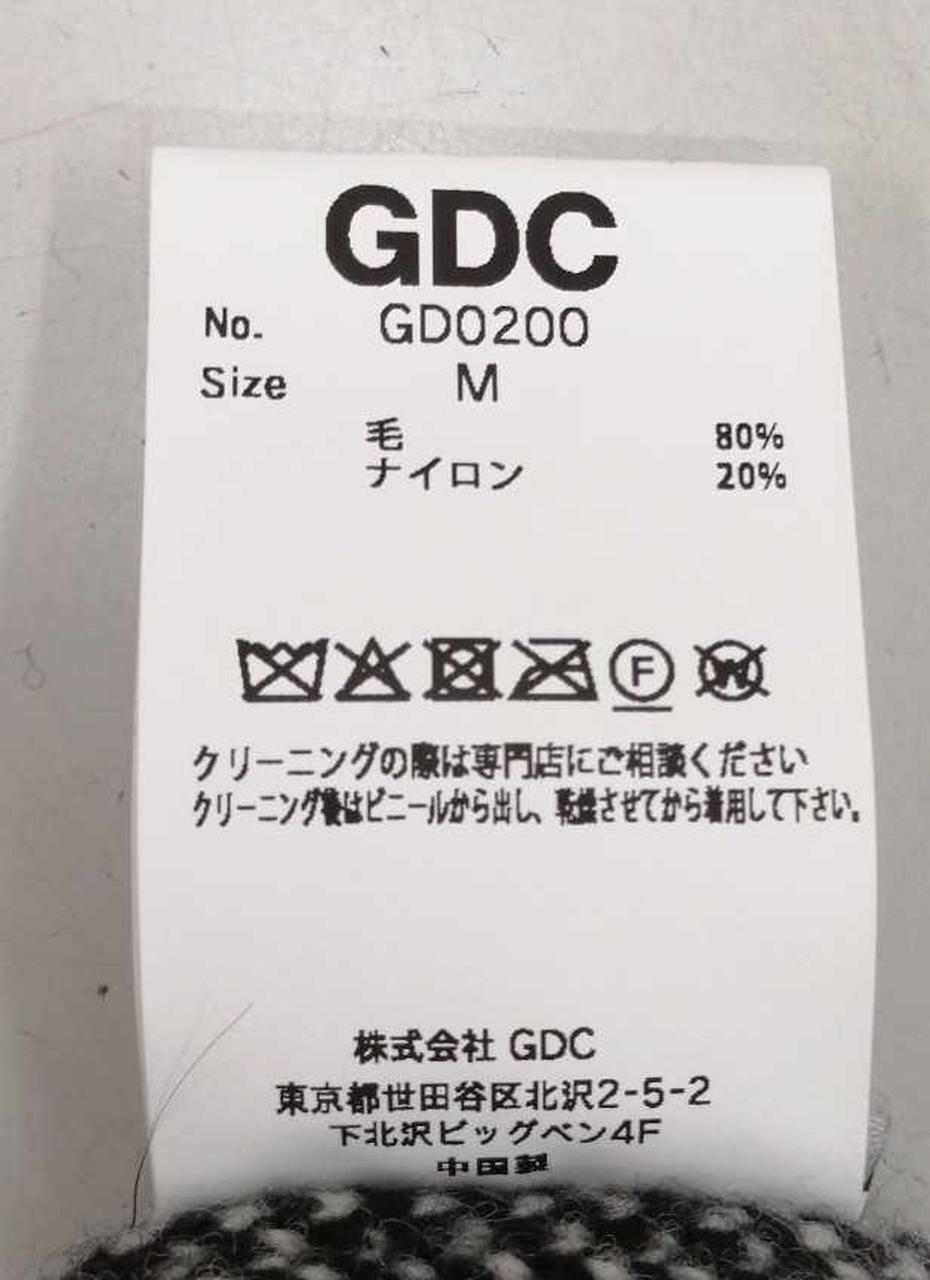 GDC
No. GD0200
Size M
毛 80%
ナイロン 20%
F W
クリーニングの際は専門店にご相談ください
クリーニング後はビニールから出し、乾燥させてから着用して下さい。
株式会社 GDC
東京都世田谷区北沢2-5-2
下北沢ビッグベン4F
中国製